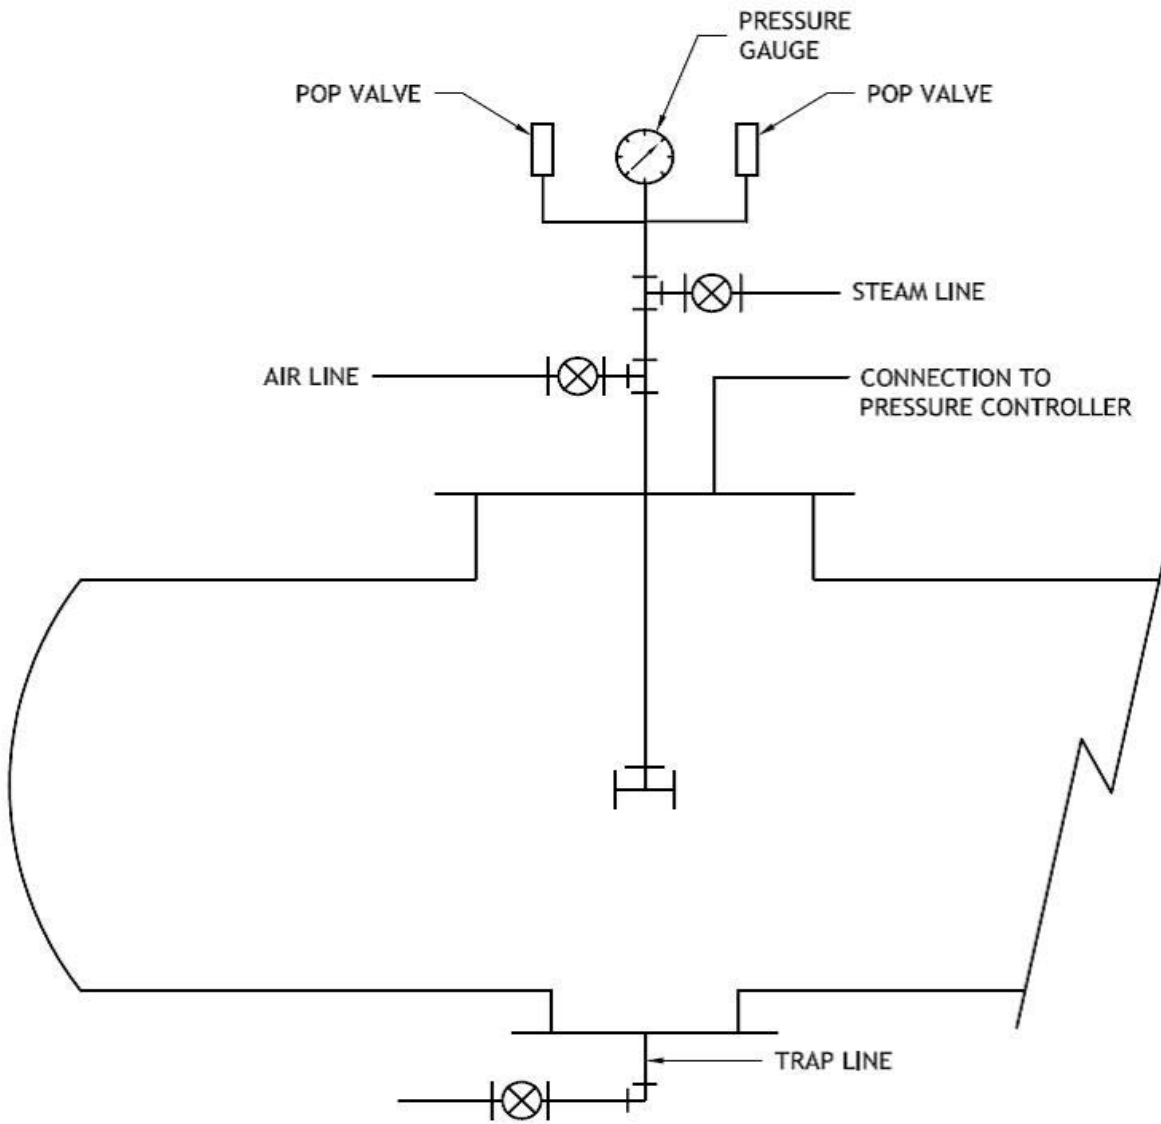 PRESSURE
GAUGE
POP VALVE
POP VALVE
STEAM LINE
AIR LINE
CONNECTION TO
PRESSURE CONTROLLER
TRAP LINE